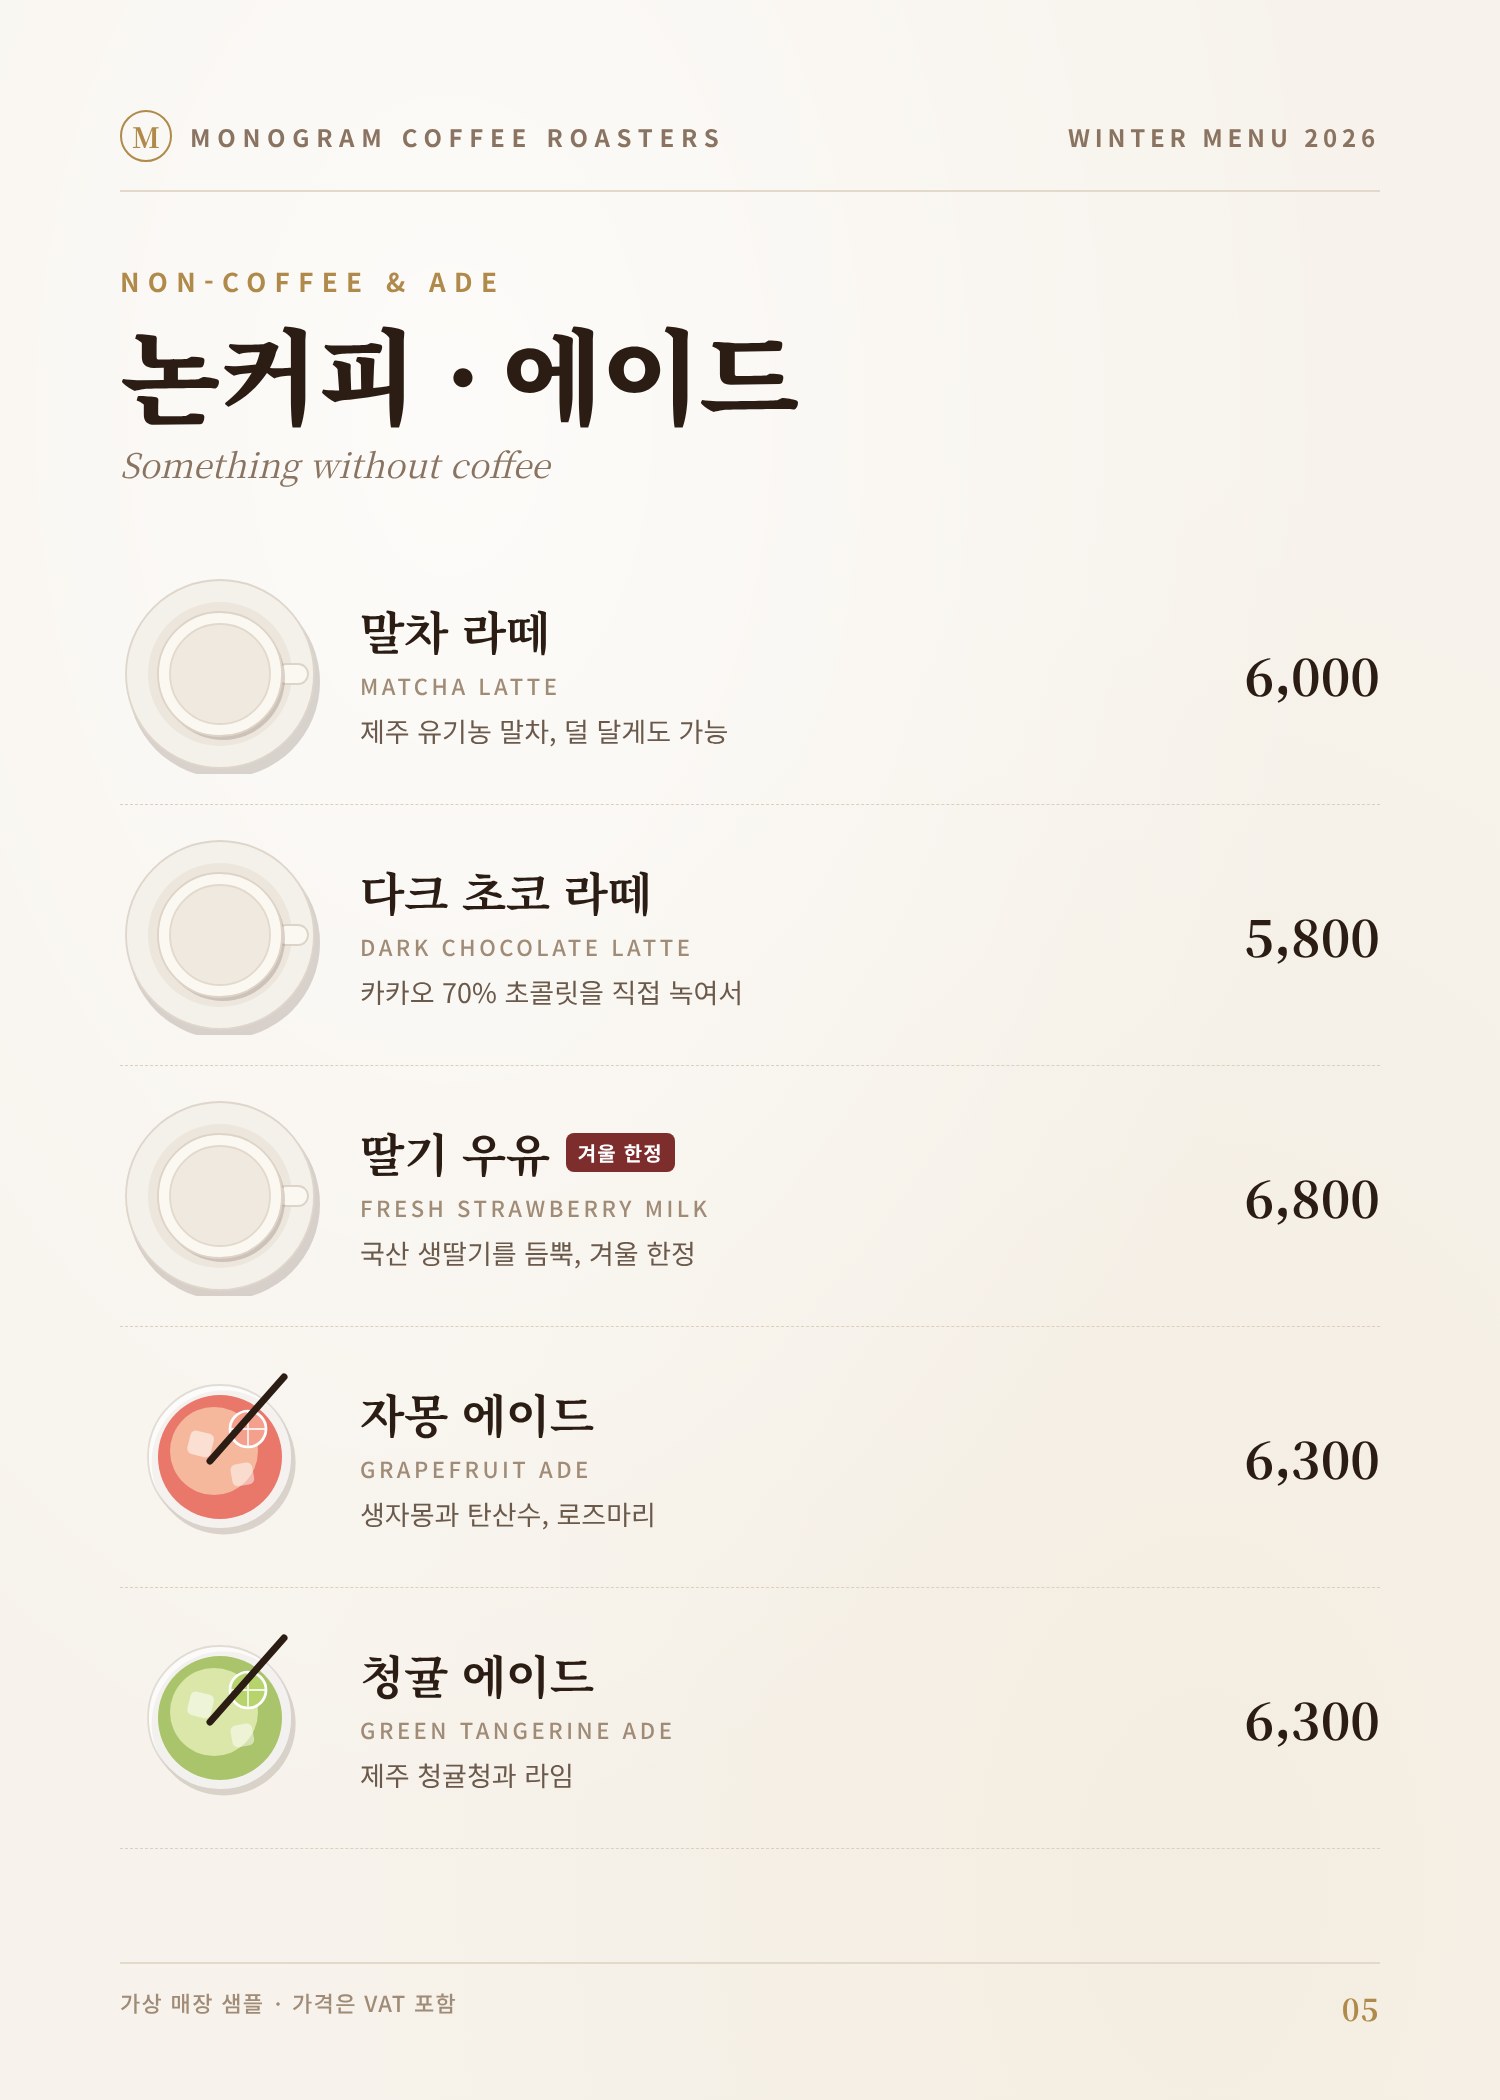 M MONOGRAM COFFEE ROASTERS
WINTER MENU 2026
NON-COFFEE & ADE
논커피 · 에이드
Something without coffee
말차 라떼
MATCHA LATTE
제주 유기농 말차, 덜 달게도 가능
6,000
다크 초코 라떼
DARK CHOCOLATE LATTE
카카오 70% 초콜릿을 직접 녹여서
5,800
딸기 우유 겨울 한정
FRESH STRAWBERRY MILK
국산 생딸기를 듬뿍, 겨울 한정
6,800
자몽 에이드
GRAPEFRUIT ADE
생자몽과 탄산수, 로즈마리
6,300
청귤 에이드
GREEN TANGERINE ADE
제주 청귤청과 라임
6,300
가상 매장 샘플 · 가격은 VAT 포함
05